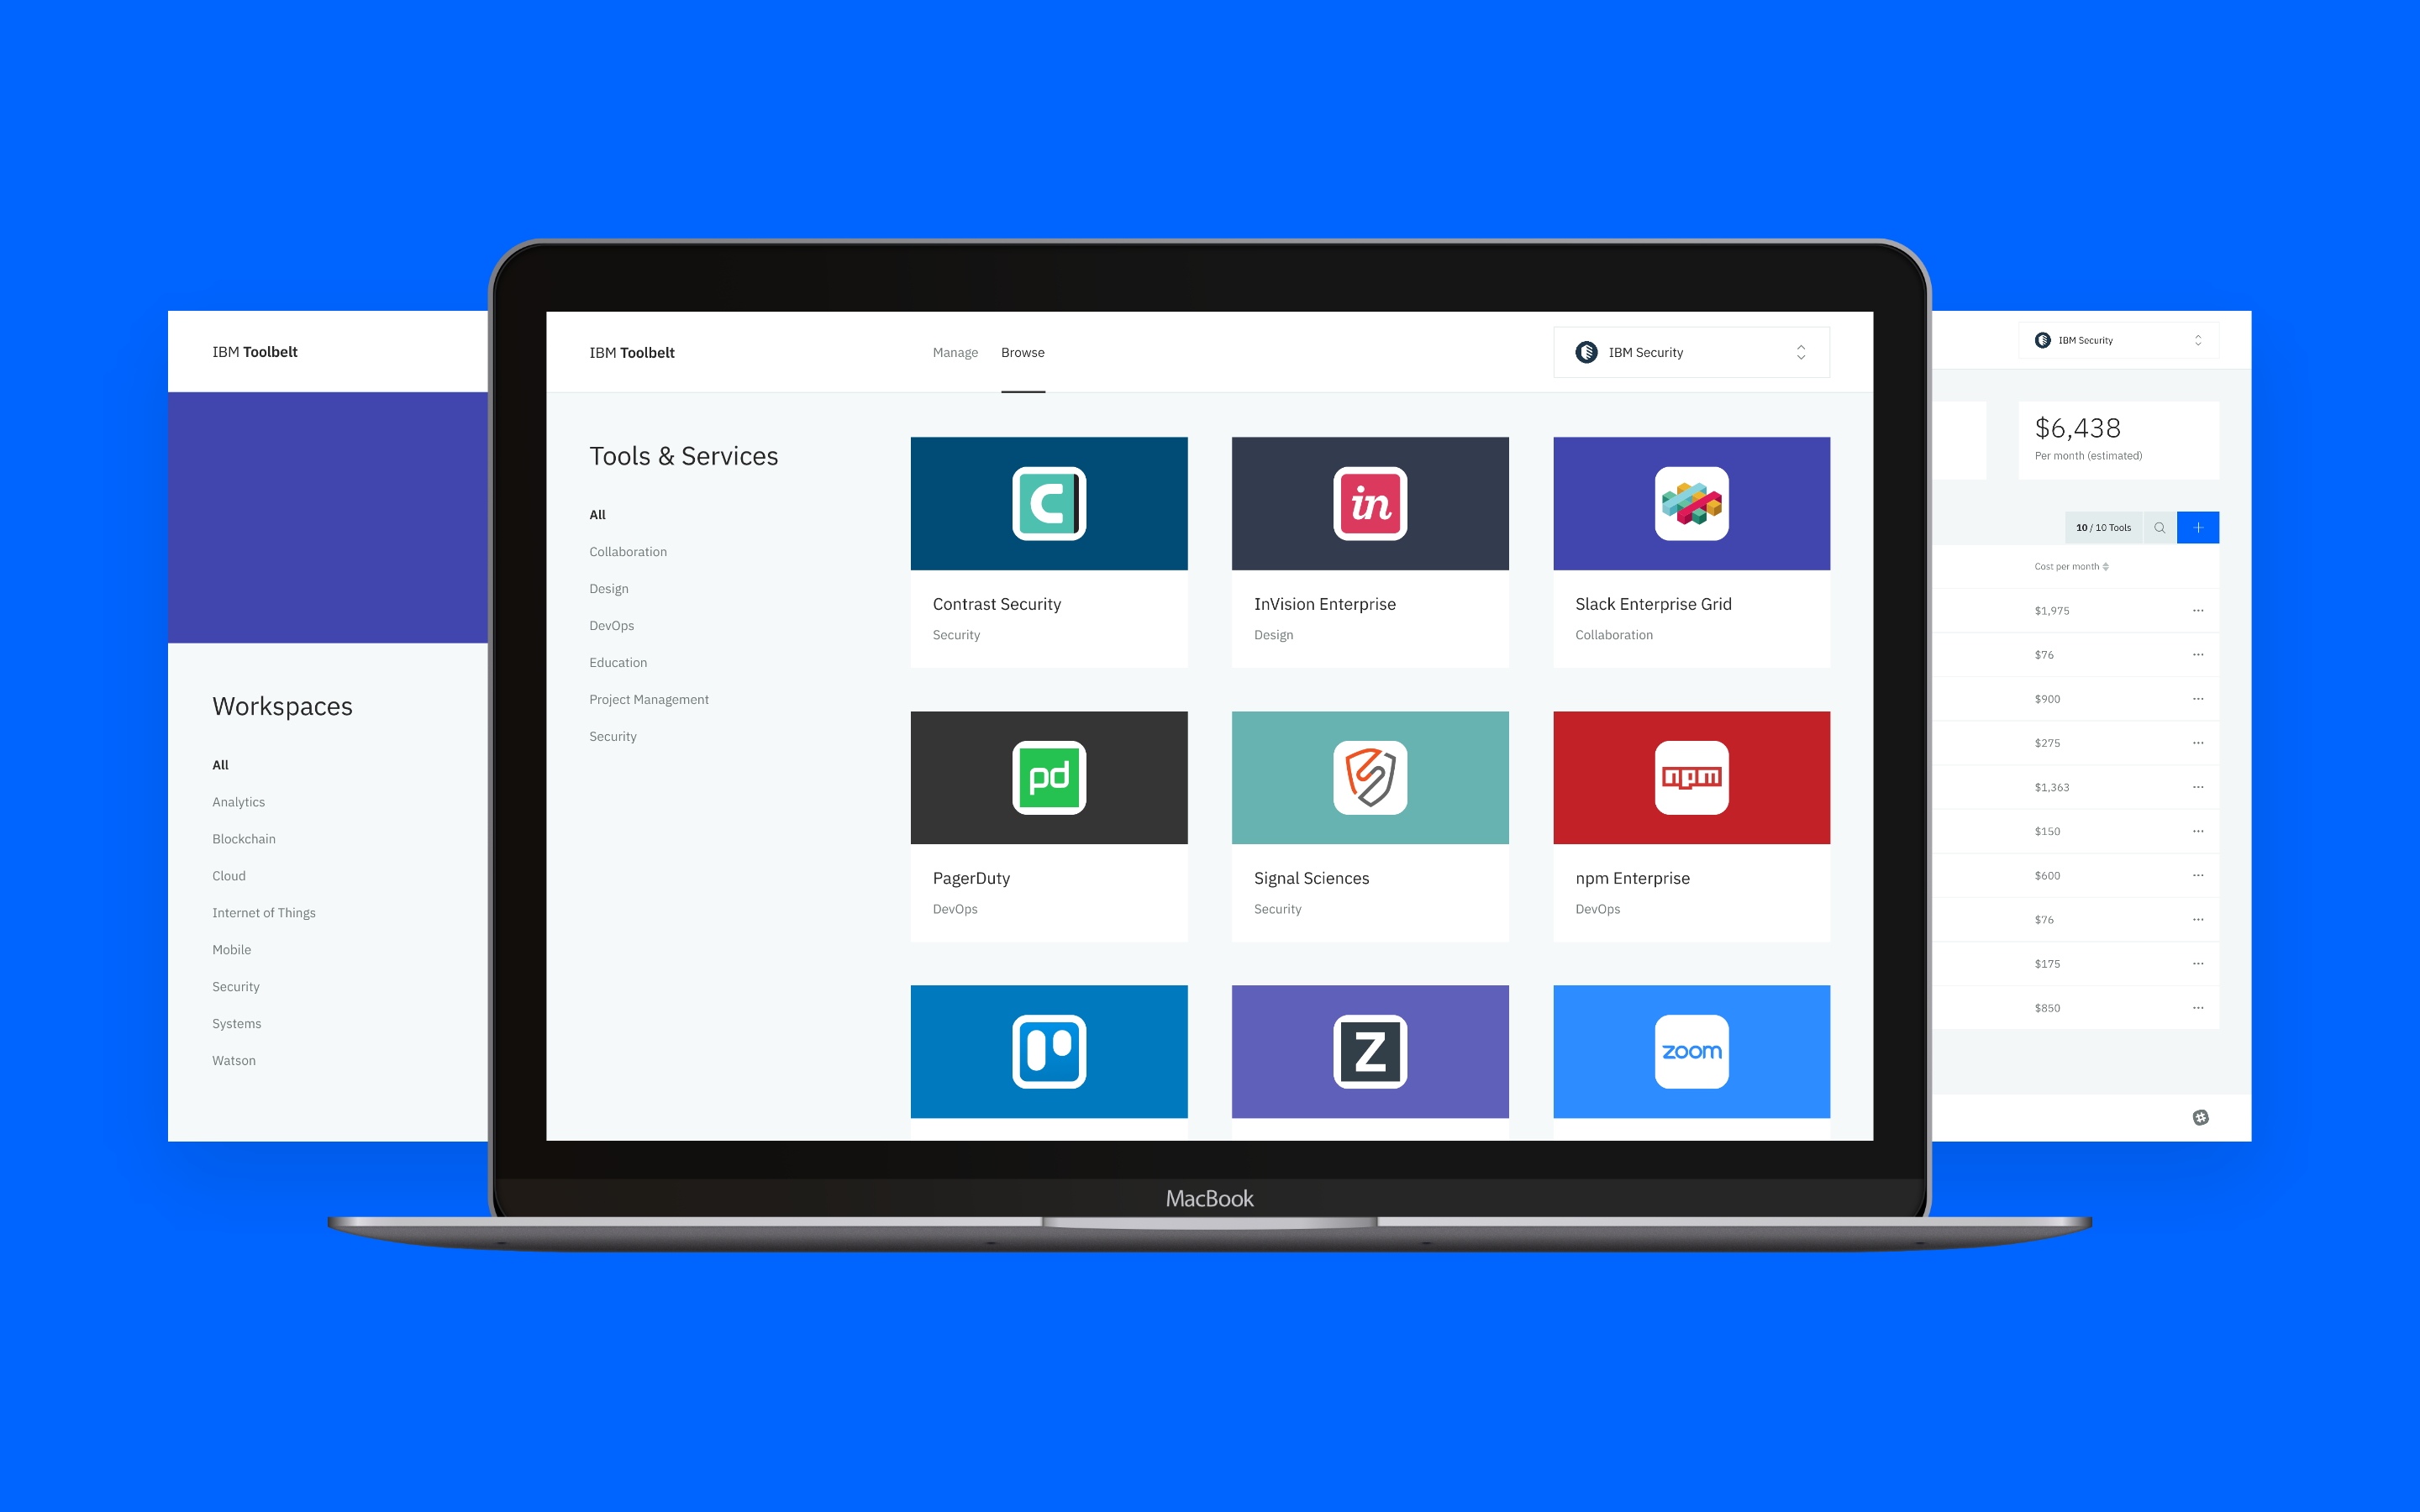 IBM Toolbelt
Workspaces
All
Analytics
Blockchain
Cloud
Internet of Things
Mobile
Security
Systems
Watson
IBM Toolbelt
Manage Browse
IBM Security
Tools & Services
All
Collaboration
Design
DevOps
Education
Project Management
Security
C
in
Contrast Security
Security
InVision Enterprise
Design
Slack Enterprise Grid
Collaboration
pd
npm
PagerDuty
DevOps
Signal Sciences
Security
npm Enterprise
DevOps
Z
zoom
MacBook
IBM Security
$6,438
Per month (estimated)
10 / 10 Tools
Cost per month
$1,975
$76
$900
$275
$1,363
$150
$600
$76
$175
$850